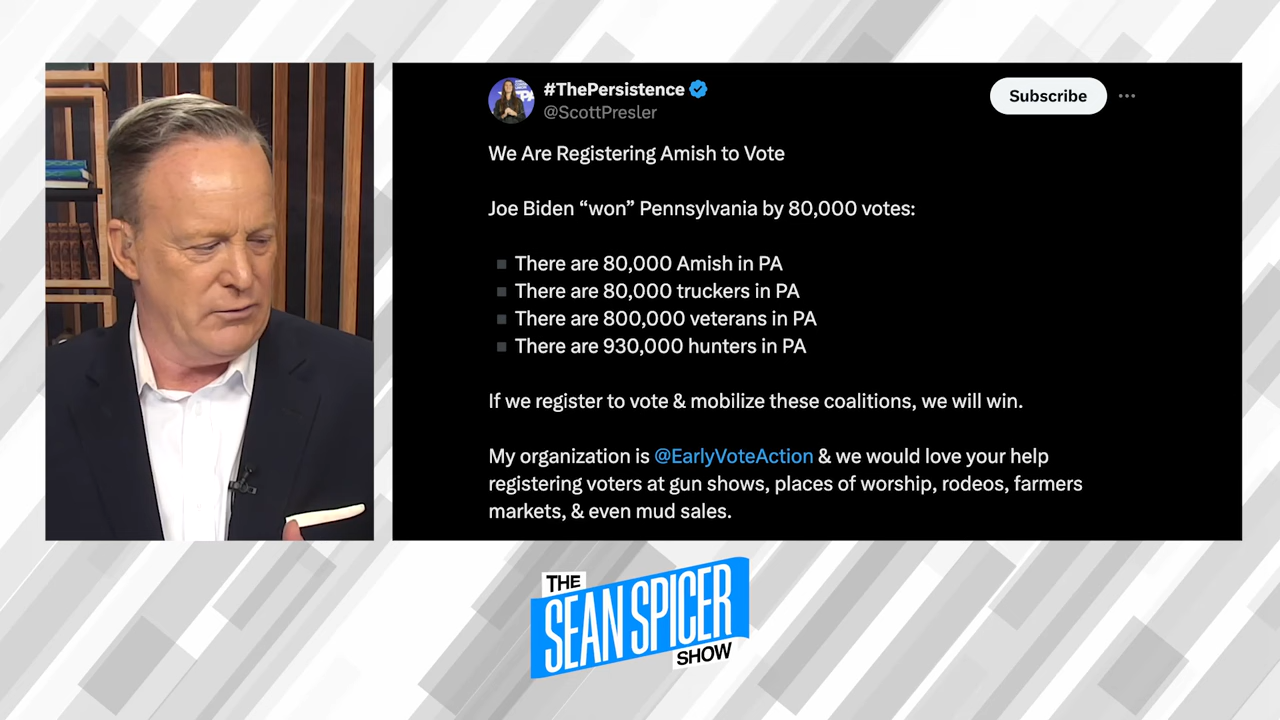 #ThePersistence
@ScottPresler
Subscribe
We Are Registering Amish to Vote
Joe Biden “won” Pennsylvania by 80,000 votes:
There are 80,000 Amish in PA
There are 80,000 truckers in PA
There are 800,000 veterans in PA
There are 930,000 hunters in PA
If we register to vote & mobilize these coalitions, we will win.
My organization is @EarlyVoteAction & we would love your help
registering voters at gun shows, places of worship, rodeos, farmers
markets, & even mud sales.
THE
SEAN SPICER
SHOW